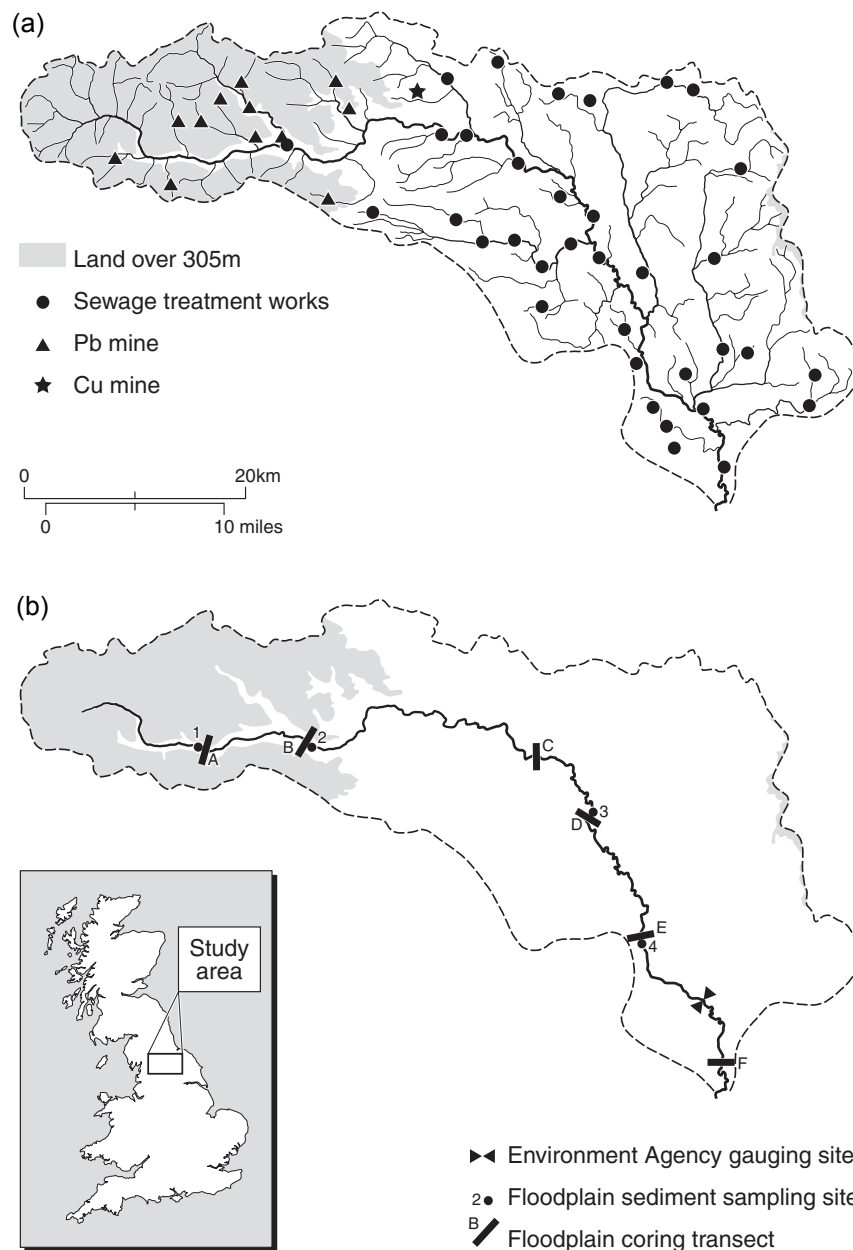 (a)
Land over 305m
Sewage treatment works
Pb mine
Cu mine
0 20km
0 10 miles
(b)
1
A
B
2
C
3
D
E
4
F
Study
area
Environment Agency gauging site
2 Floodplain sediment sampling site
B Floodplain coring transect